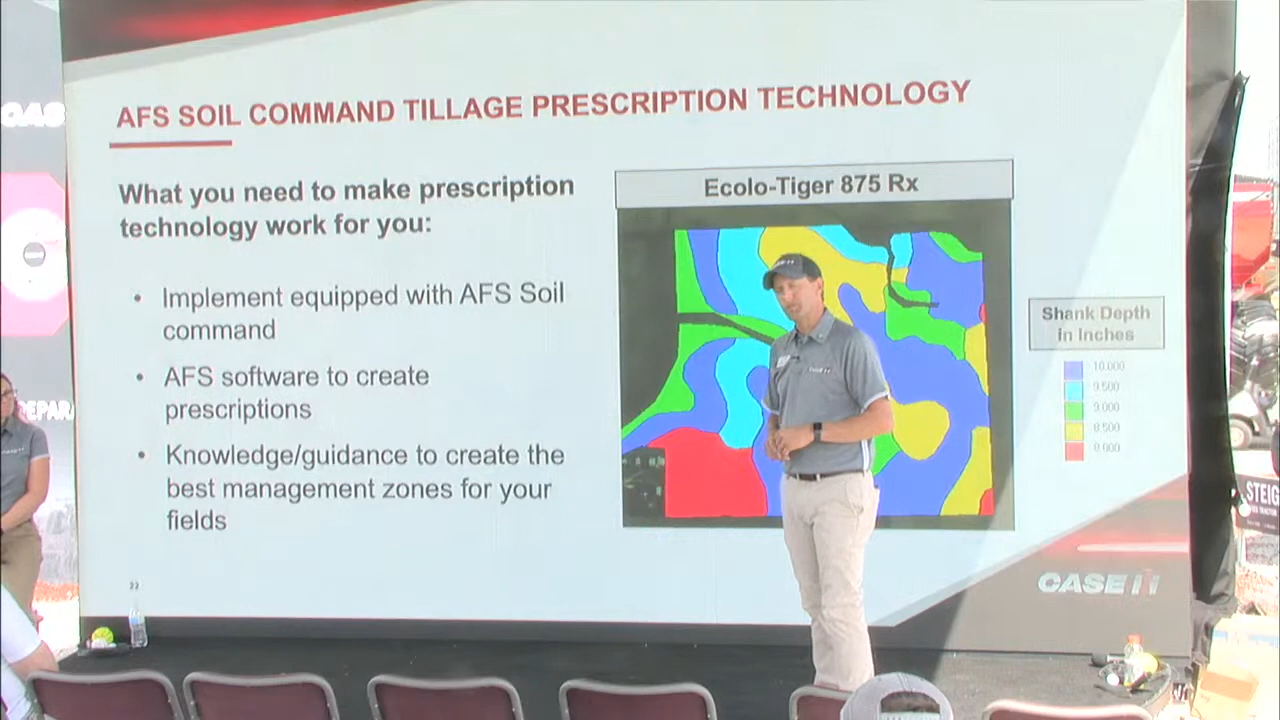 AFS SOIL COMMAND TILLAGE PRESCRIPTION TECHNOLOGY
What you need to make prescription
technology work for you:
• Implement equipped with AFS Soil
command
• AFS software to create
prescriptions
• Knowledge/guidance to create the
best management zones for your
fields
22
Ecolo-Tiger 875 Rx
Shank Depth
in Inches
10.000
9.500
9.000
8.500
CASE IH
CAS
DEPAR
STEIG